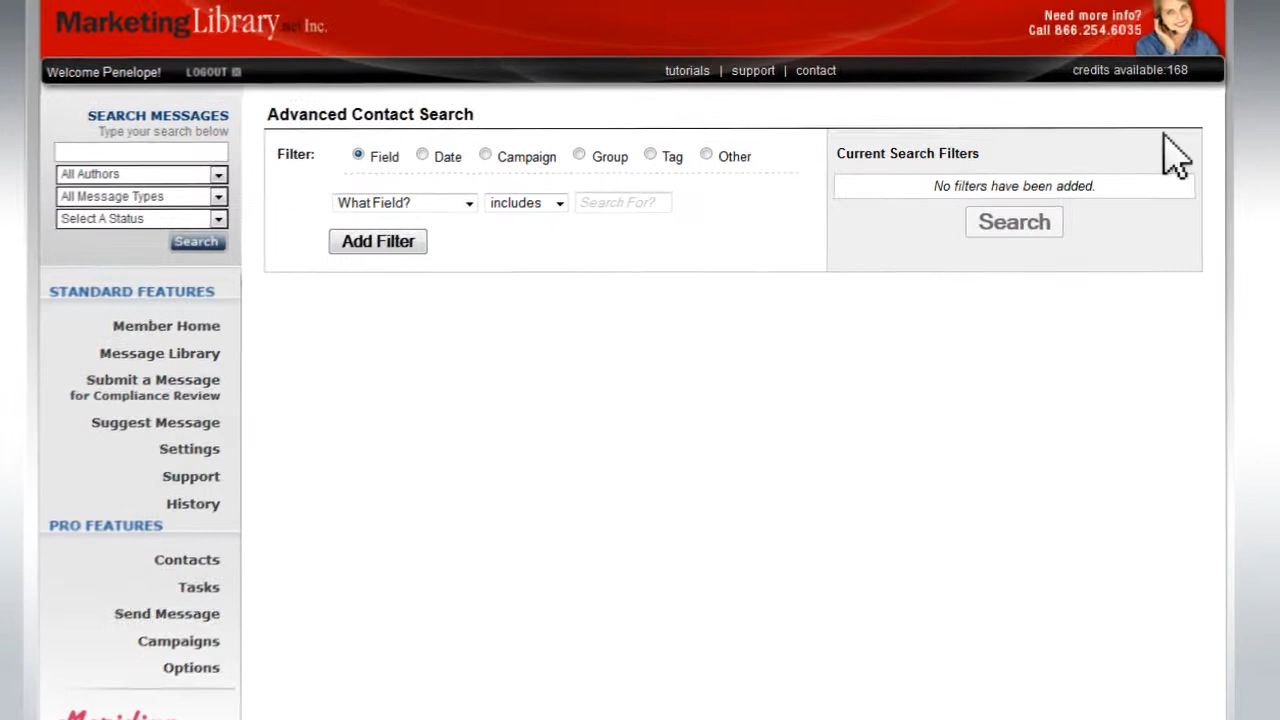 MarketingLibrary.net Inc.
Need more info?
Call 866.254.6035
Welcome Penelope!
LOGOUT
tutorials | support | contact
credits available:168
SEARCH MESSAGES
Type your search below
All Authors
All Message Types
Select A Status
Search
STANDARD FEATURES
Member Home
Message Library
Submit a Message
for Compliance Review
Suggest Message
Settings
Support
History
PRO FEATURES
Contacts
Tasks
Send Message
Campaigns
Options
Meridian
Advanced Contact Search
Filter: Field Date Campaign Group Tag Other
What Field? includes Search For?
Add Filter
Current Search Filters
No filters have been added.
Search